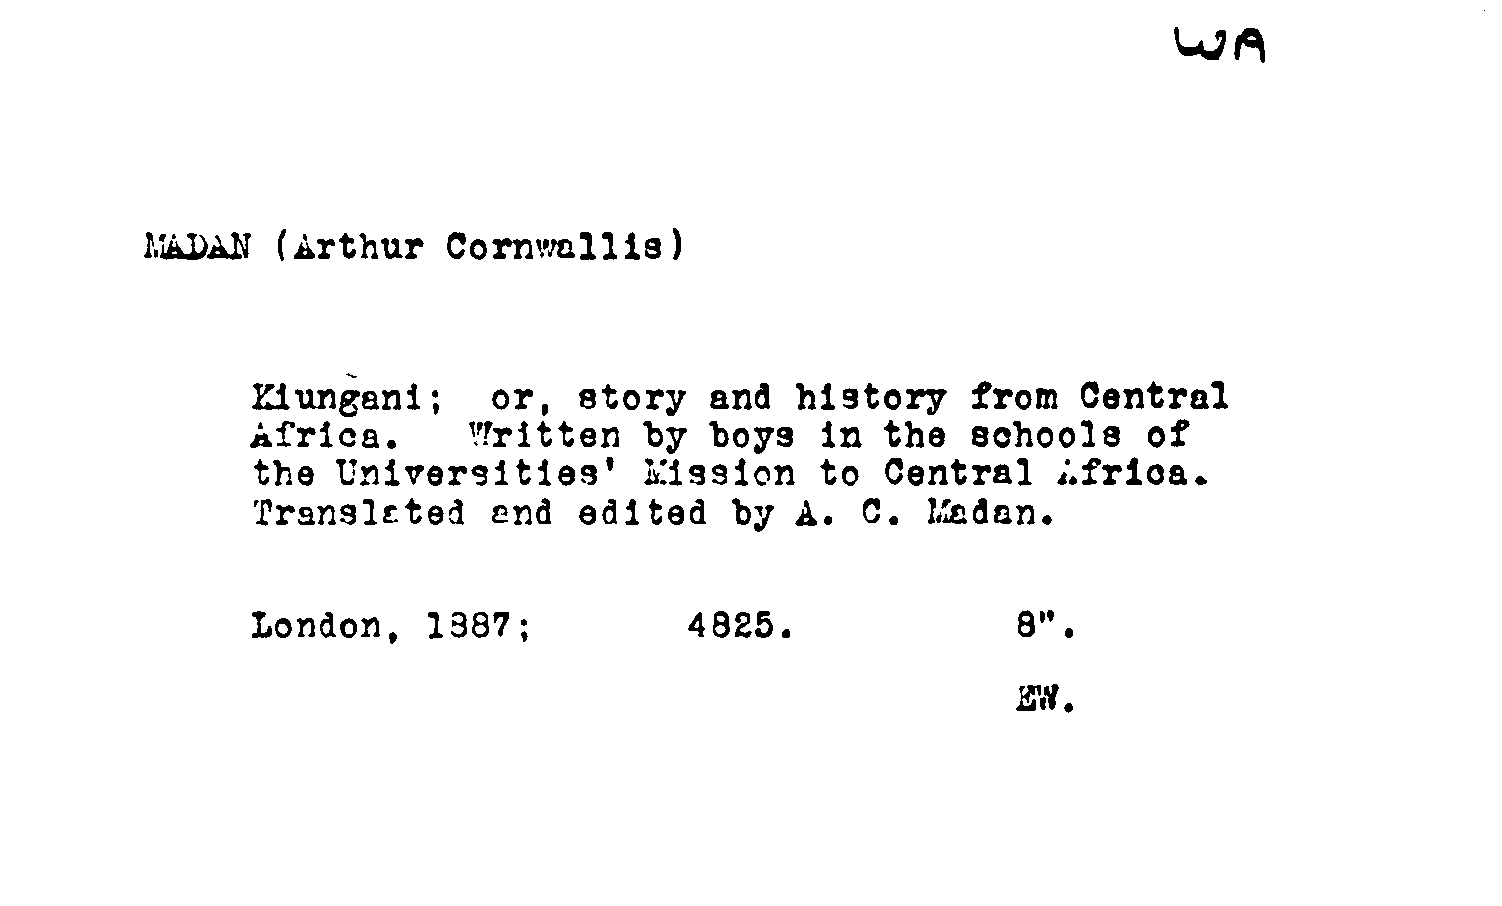 WA
MADAN (Arthur Cornwallis)
Kiungani; or, story and history from Central
Africa. Written by boys in the schools of
the Universities' Mission to Central Africa.
Translated and edited by A. C. Madan.
London, 1887; 4825. 8".
EW.